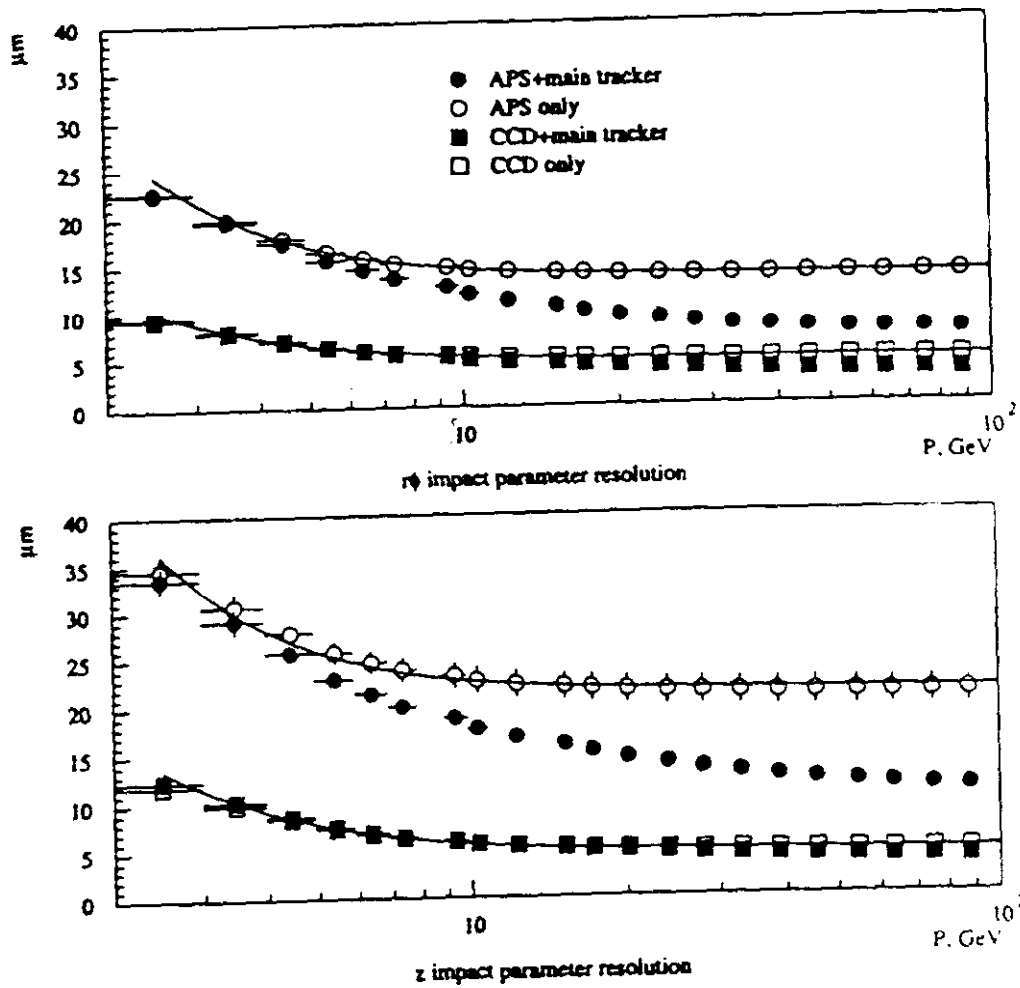 µm
40
35
30
25
20
15
10
5
0
APS+main tracker
APS only
CCD+main tracker
CCD only
10
10²
P, GeV
rϕ impact parameter resolution
µm
40
35
30
25
20
15
10
5
0
10
10²
P, GeV
z impact parameter resolution